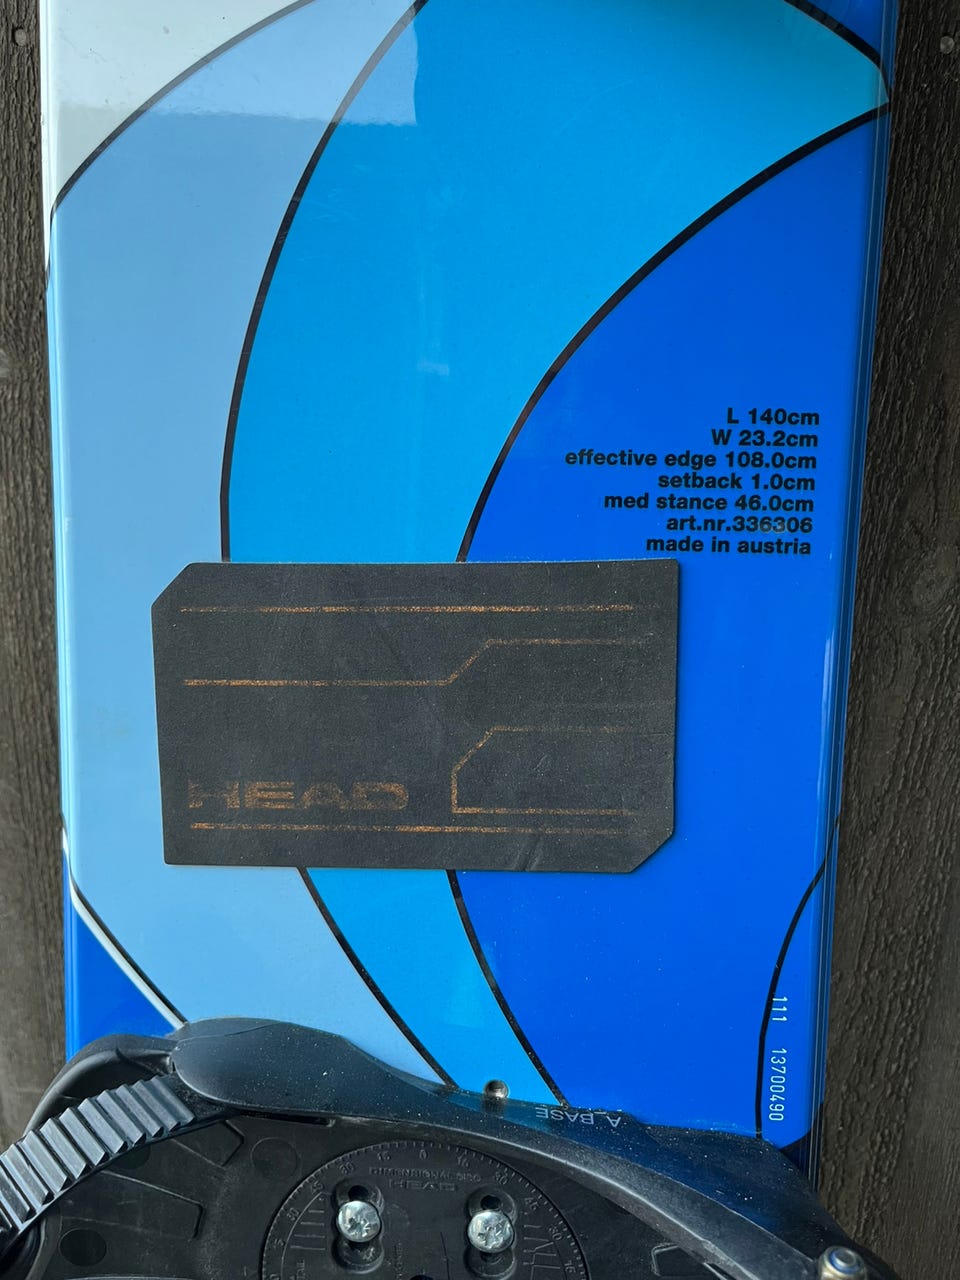 L 140cm
W 23.2cm
effective edge 108.0cm
setback 1.0cm
med stance 46.0cm
art.nr.336306
made in austria
HEAD
111 13700490
A_BASE
HEAD